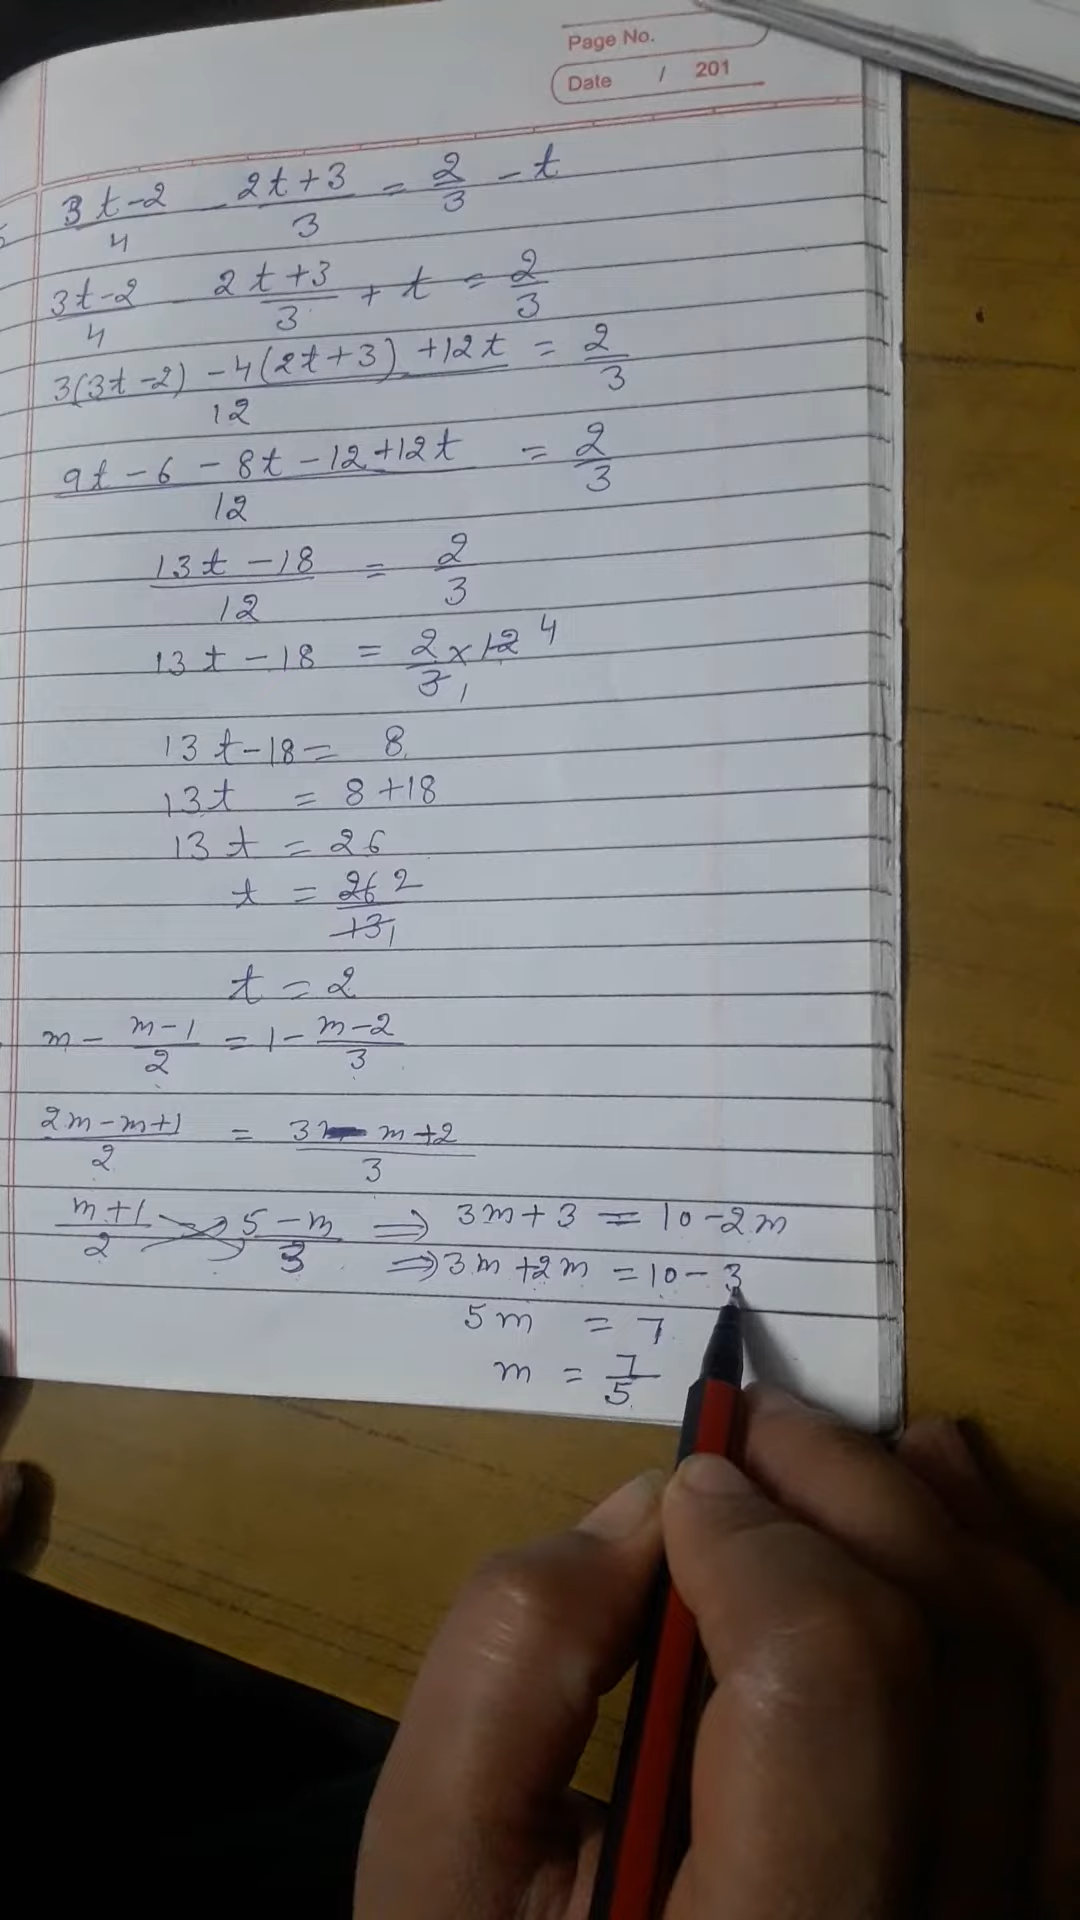 Page No.
Date / 201
3t-2/4 - 2t+3/3 = 2/3 - t
3t-2/4 - 2t+3/3 + t = 2/3
3(3t-2) -4(2t+3) +12t/12 = 2/3
9t-6-8t-12+12t/12 = 2/3
13t-18/12 = 2/3
13t-18 = 2/3 × 12 4 1
13t-18 = 8
13t = 8+18
13t = 26
t = 26/13 2 1
t = 2
m - m-1/2 = 1 - m-2/3
2m-m+1/2 = 3-m+2/3
m+1/2 5-m/3 ⇒ 3m+3 = 10-2m
⇒ 3m+2m = 10-3
5m = 7
m = 7/5